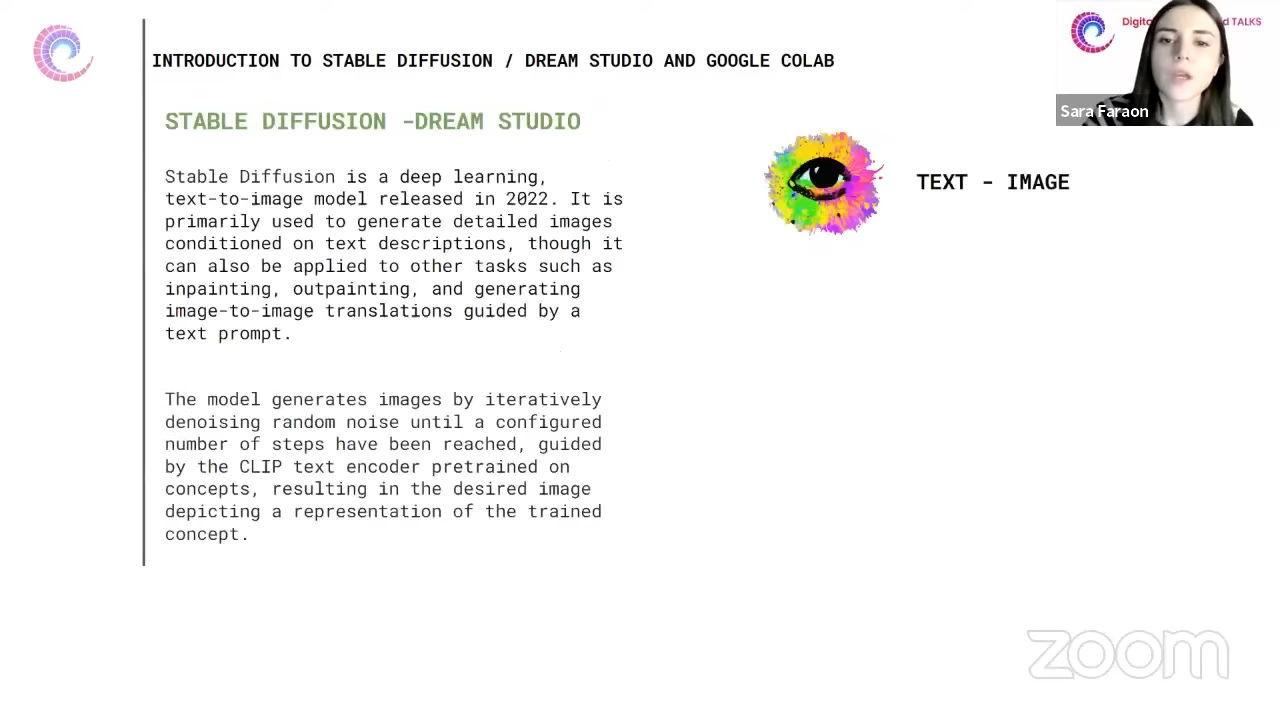 INTRODUCTION TO STABLE DIFFUSION / DREAM STUDIO AND GOOGLE COLAB
STABLE DIFFUSION -DREAM STUDIO
Stable Diffusion is a deep learning,
text-to-image model released in 2022. It is
primarily used to generate detailed images
conditioned on text descriptions, though it
can also be applied to other tasks such as
inpainting, outpainting, and generating
image-to-image translations guided by a
text prompt.
The model generates images by iteratively
denoising random noise until a configured
number of steps have been reached, guided
by the CLIP text encoder pretrained on
concepts, resulting in the desired image
depicting a representation of the trained
concept.
TEXT - IMAGE
TALKS
Sara Faraon
zoom